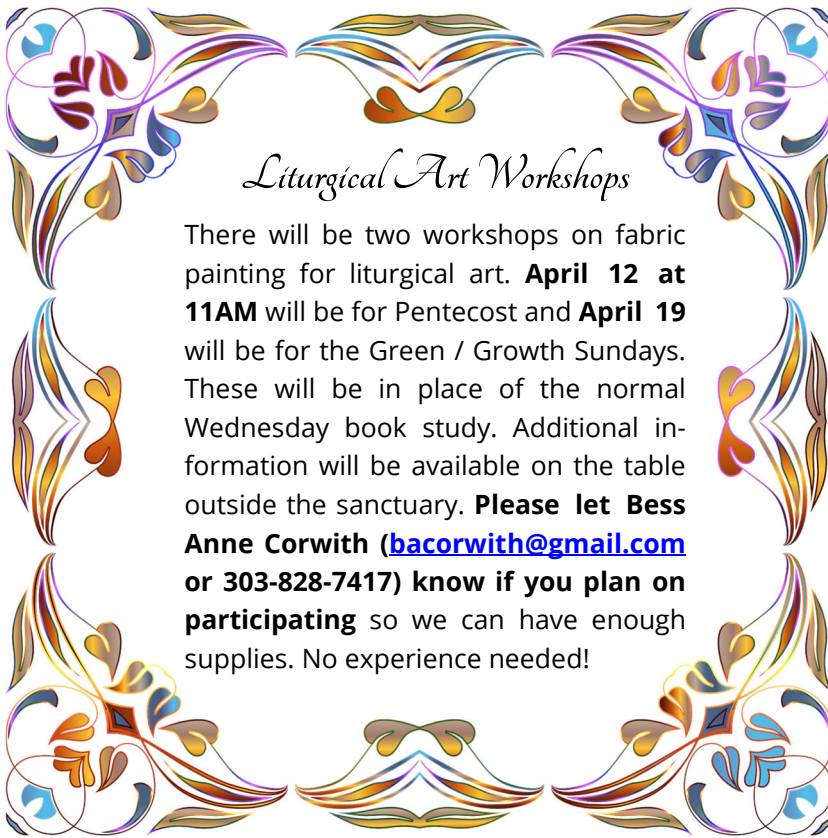 Liturgical Art Workshops
There will be two workshops on fabric
painting for liturgical art. April 12 at
11AM will be for Pentecost and April 19
will be for the Green / Growth Sundays.
These will be in place of the normal
Wednesday book study. Additional in-
formation will be available on the table
outside the sanctuary. Please let Bess
Anne Corwith (bacorwith@gmail.com
or 303-828-7417) know if you plan on
participating so we can have enough
supplies. No experience needed!